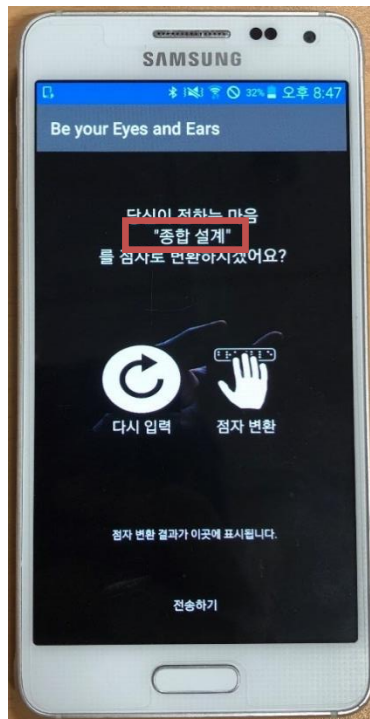 SAMSUNG
32% 오후 8:47
Be your Eyes and Ears
당신이 전하는 마음
"종합 설계"
를 점자로 변환하시겠어요?
다시 입력 점자 변환
점자 변환 결과가 이곳에 표시됩니다.
전송하기